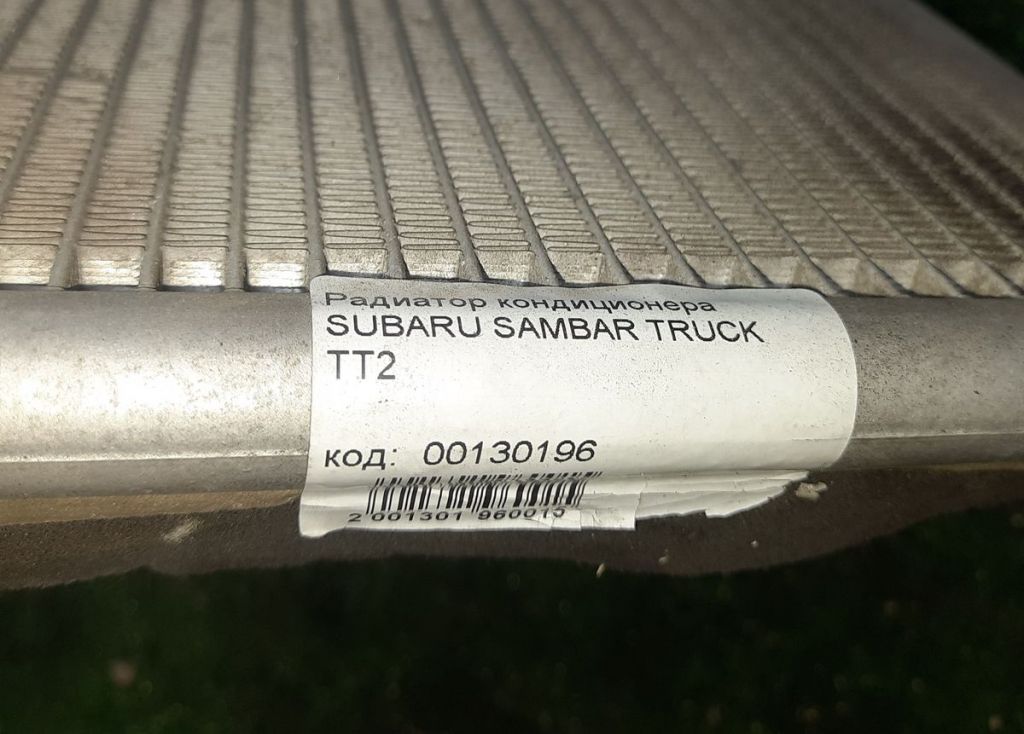 Радиатор кондиционера
SUBARU SAMBAR TRUCK
TT2
код: 00130196
2 001301 960015